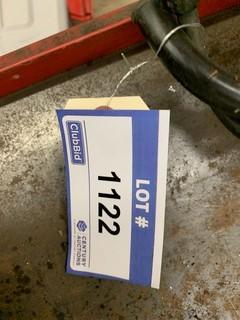 LOT #
1122
ClubBid
CENTURY
AUCTIONS